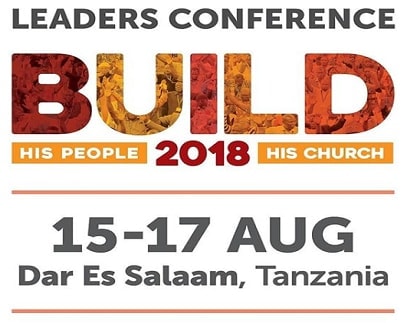 LEADERS CONFERENCE
BUILD
HIS PEOPLE 2018 HIS CHURCH
15-17 AUG
Dar Es Salaam, Tanzania